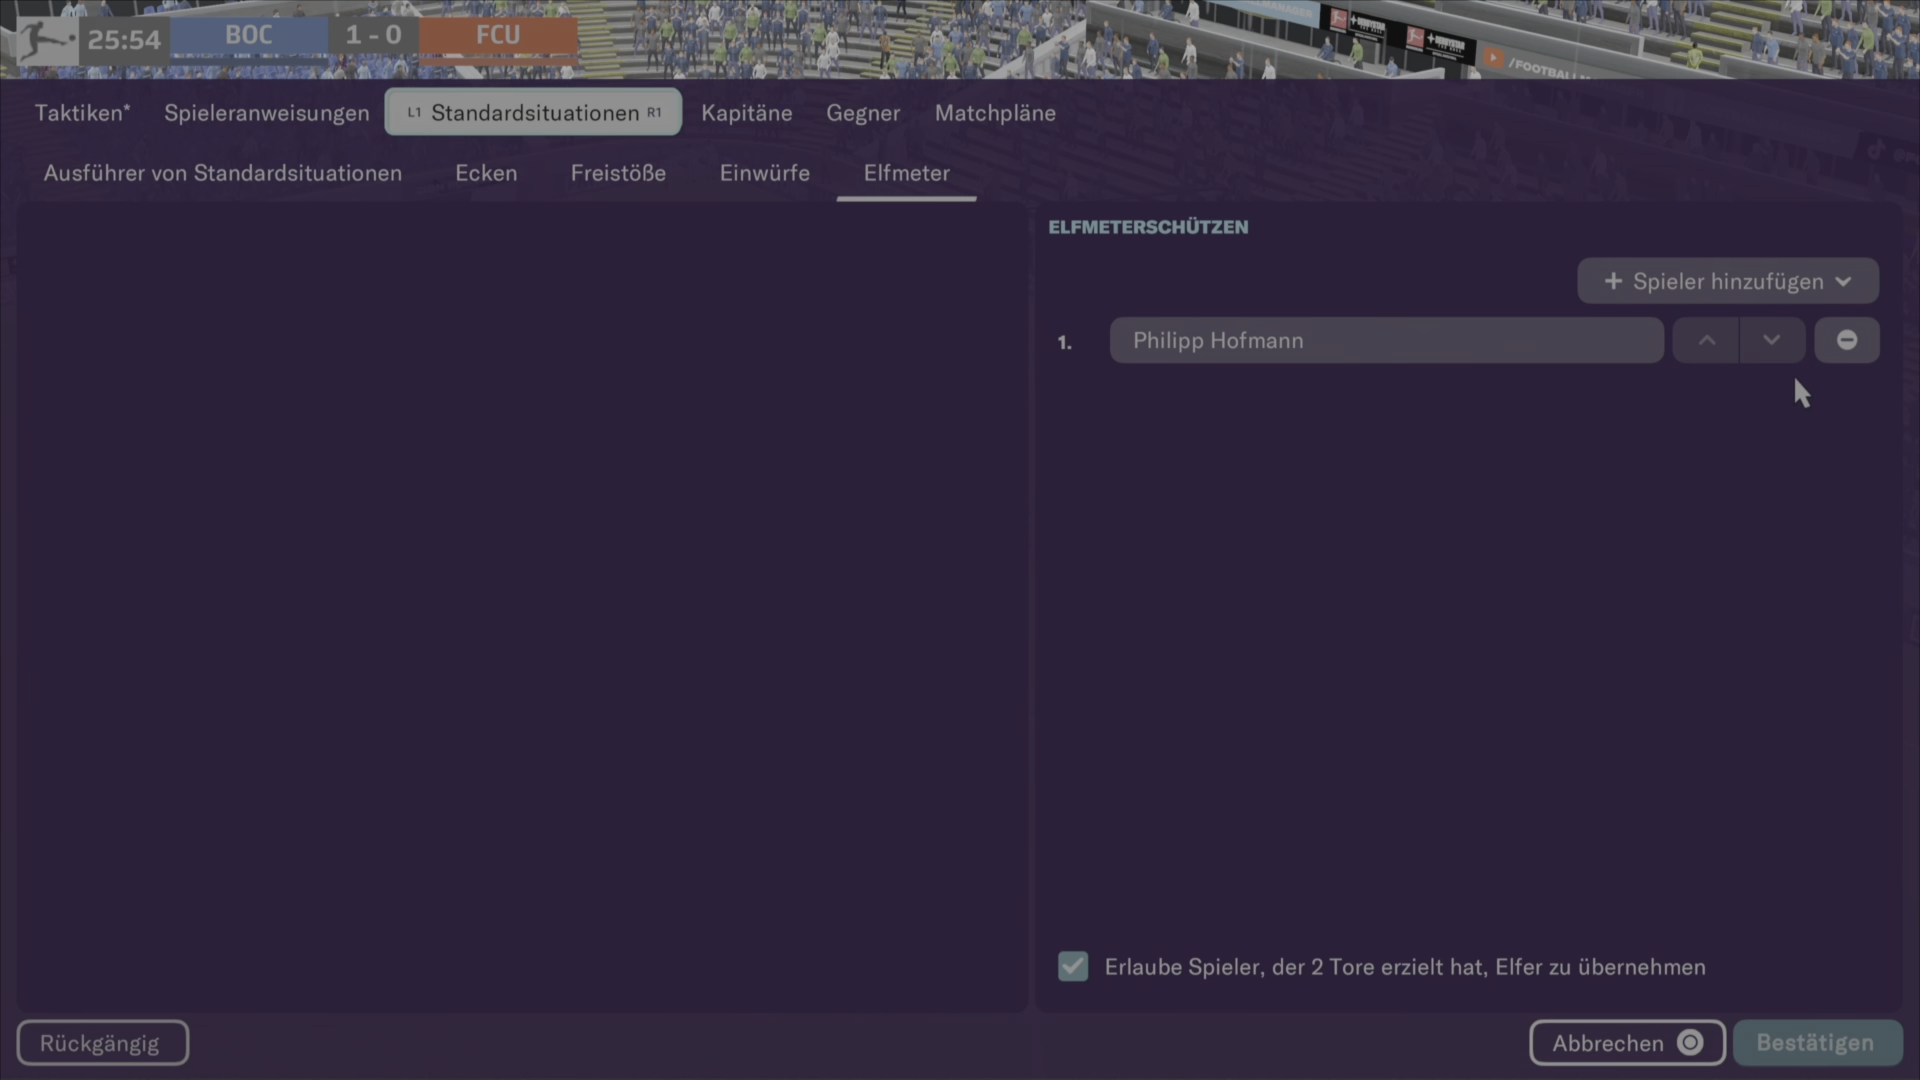 25:54 BOC 1 - 0 FCU
/FOOTBALLM
Taktiken* Spieleranweisungen L1 Standardsituationen R1 Kapitäne Gegner Matchpläne
Ausführer von Standardsituationen Ecken Freistöße Einwürfe Elfmeter
ELFMETERSCHÜTZEN
+ Spieler hinzufügen
1. Philipp Hofmann
Erlaube Spieler, der 2 Tore erzielt hat, Elfer zu übernehmen
Rückgängig Abbrechen Bestätigen